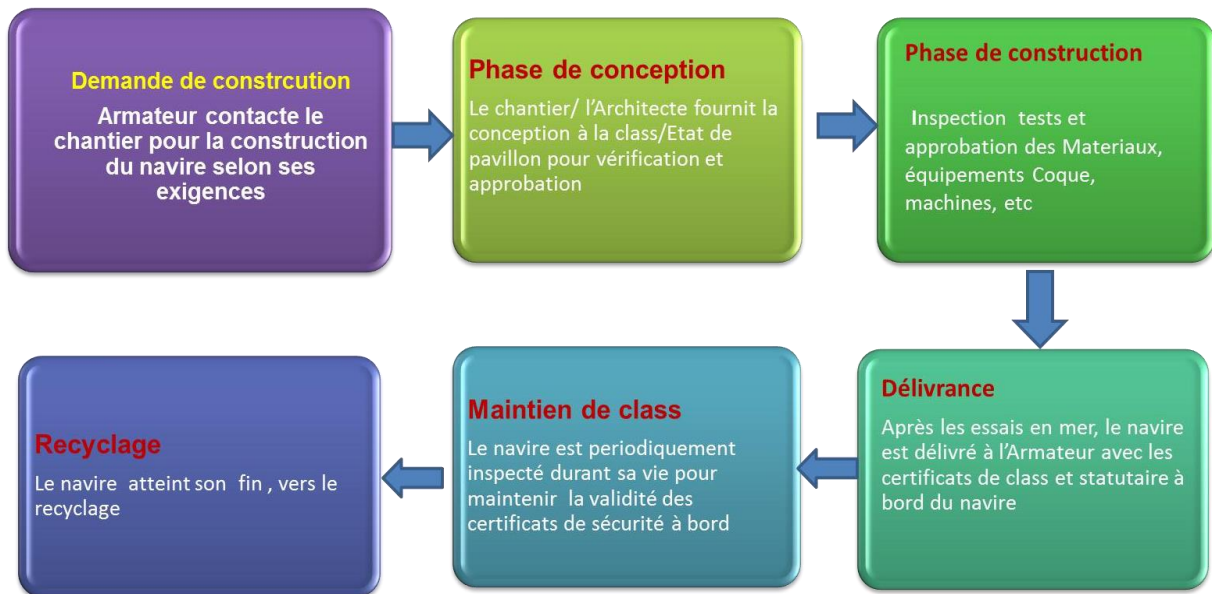 Demande de constrcution
Armateur contacte le
chantier pour la construction
du navire selon ses
exigences
Phase de conception
Le chantier/ l'Architecte fournit la
conception à la class/Etat de
pavillon pour vérification et
approbation
Phase de construction
Inspection tests et
approbation des Materiaux,
équipements Coque,
machines, etc
Délivrance
Après les essais en mer, le navire
est délivré à l'Armateur avec les
certificats de class et statutaire à
bord du navire
Maintien de class
Le navire est periodiquement
inspecté durant sa vie pour
maintenir la validité des
certificats de sécurité à bord
Recyclage
Le navire atteint son fin , vers le
recyclage